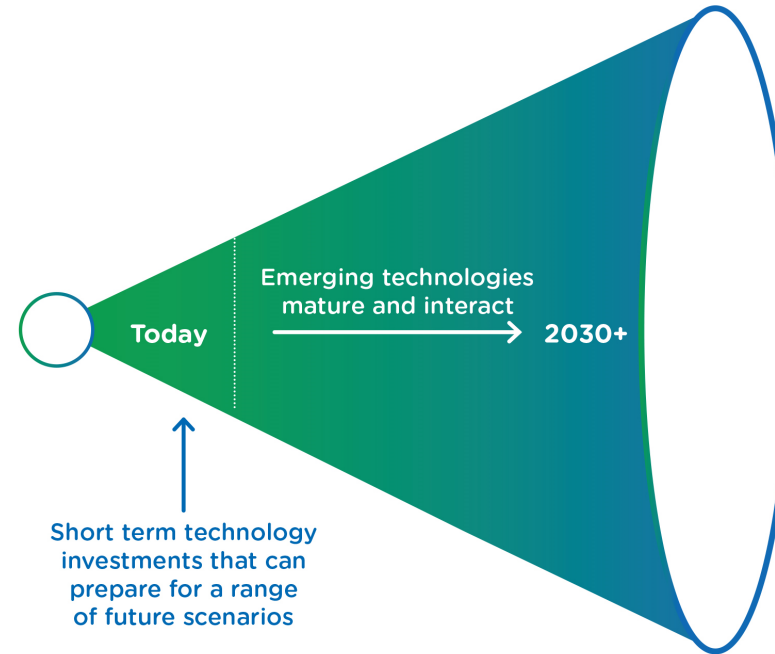 Emerging technologies
mature and interact
Today
2030+
Short term technology
investments that can
prepare for a range
of future scenarios